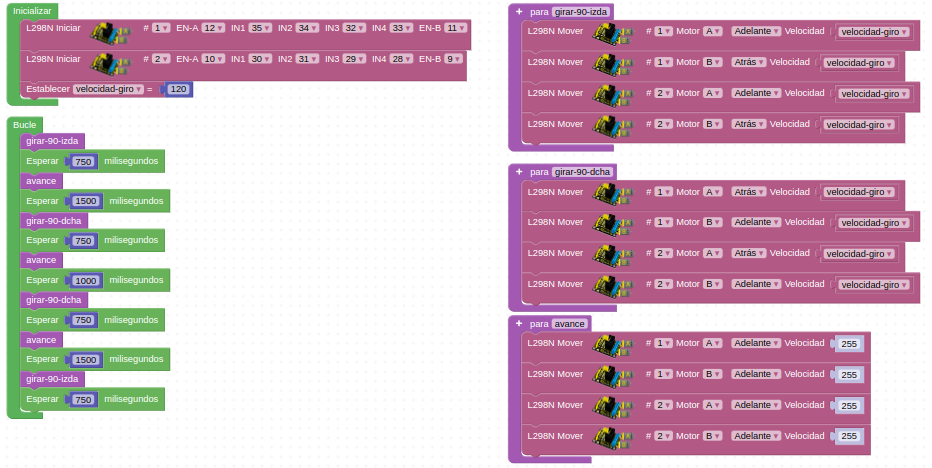 Inicializar
L298N Iniciar # 1 EN-A 12 IN1 35 IN2 34 IN3 32 IN4 33 EN-B 11
L298N Iniciar # 2 EN-A 10 IN1 30 IN2 31 IN3 29 IN4 28 EN-B 9
Establecer velocidad-giro = 120
Bucle
girar-90-izda
Esperar 750 milisegundos
avance
Esperar 1500 milisegundos
girar-90-dcha
Esperar 750 milisegundos
avance
Esperar 1000 milisegundos
girar-90-dcha
Esperar 750 milisegundos
avance
Esperar 1500 milisegundos
girar-90-izda
Esperar 750 milisegundos
+ para girar-90-izda
L298N Mover # 1 Motor A Adelante Velocidad velocidad-giro
L298N Mover # 1 Motor B Atrás Velocidad velocidad-giro
L298N Mover # 2 Motor A Adelante Velocidad velocidad-giro
L298N Mover # 2 Motor B Atrás Velocidad velocidad-giro
+ para girar-90-dcha
L298N Mover # 1 Motor A Atrás Velocidad velocidad-giro
L298N Mover # 1 Motor B Adelante Velocidad velocidad-giro
L298N Mover # 2 Motor A Atrás Velocidad velocidad-giro
L298N Mover # 2 Motor B Adelante Velocidad velocidad-giro
+ para avance
L298N Mover # 1 Motor A Adelante Velocidad 255
L298N Mover # 1 Motor B Adelante Velocidad 255
L298N Mover # 2 Motor A Adelante Velocidad 255
L298N Mover # 2 Motor B Adelante Velocidad 255